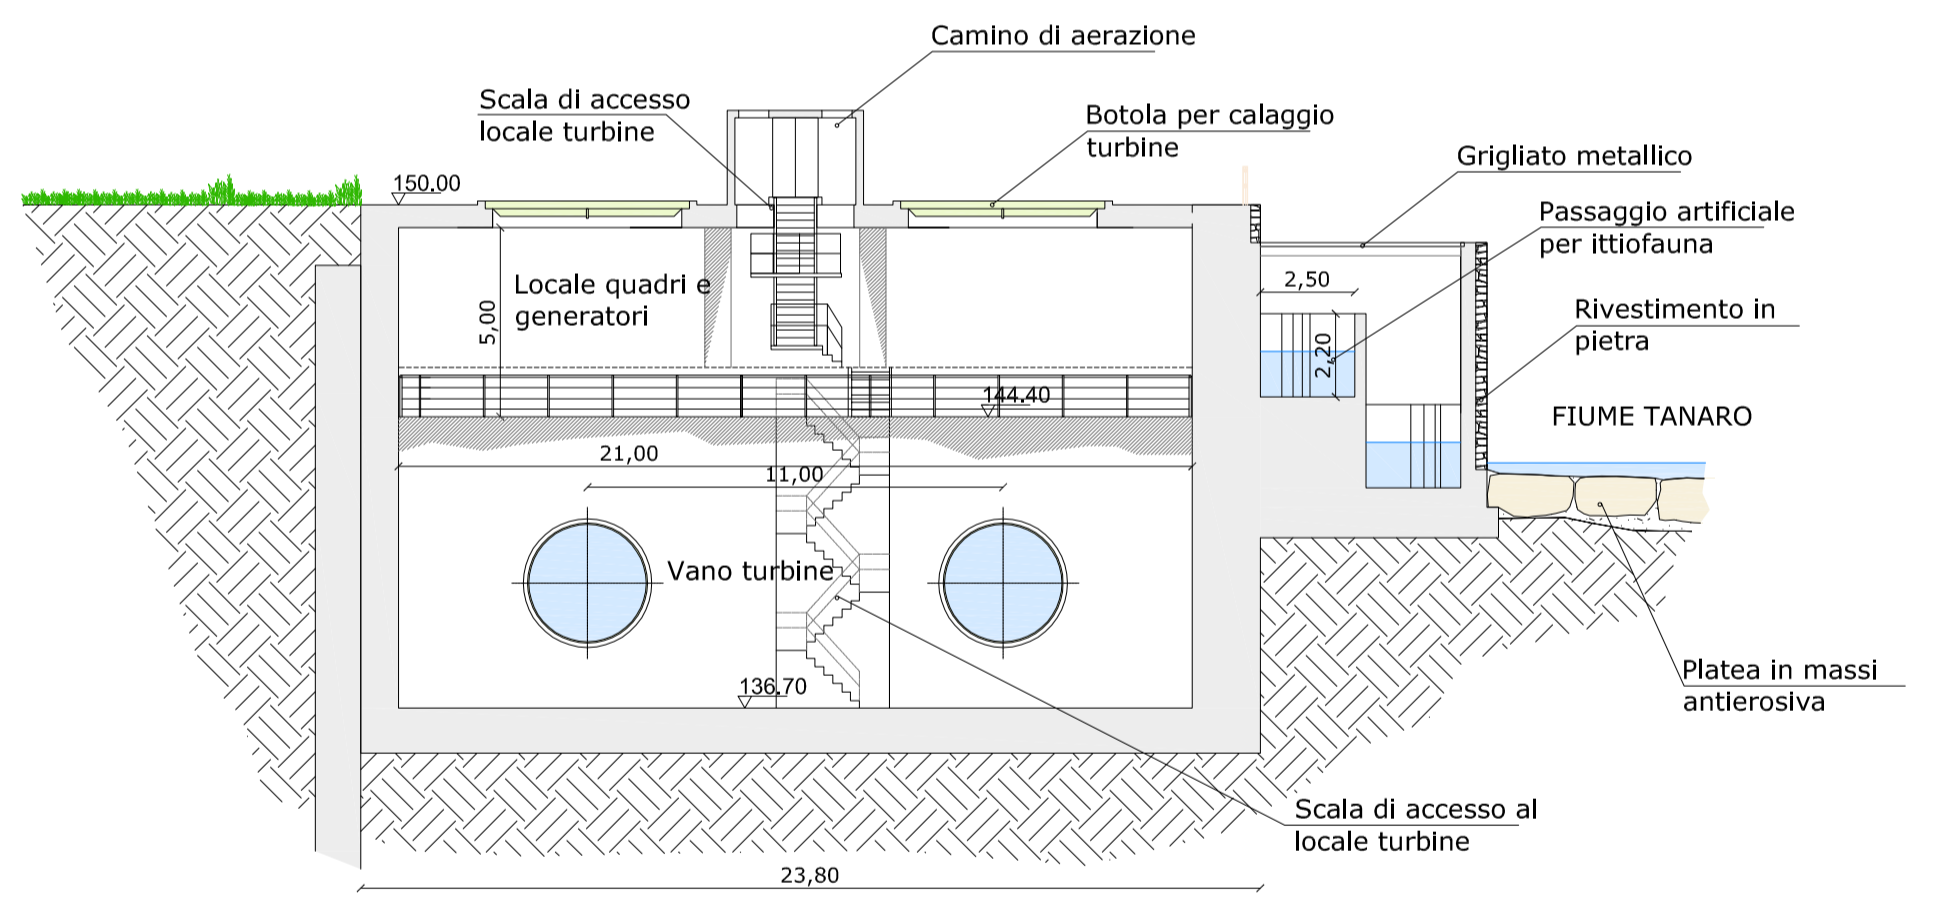 Camino di aerazione
Scala di accesso
locale turbine
Botola per calaggio
turbine
Grigliato metallico
150.00
Passaggio artificiale
per ittiofauna
2,50
Locale quadri e
generatori
5,00
2,20
Rivestimento in
pietra
144.40
FIUME TANARO
21,00
11,00
Vano turbine
136.70
Platea in massi
antierosiva
Scala di accesso al
locale turbine
23,80